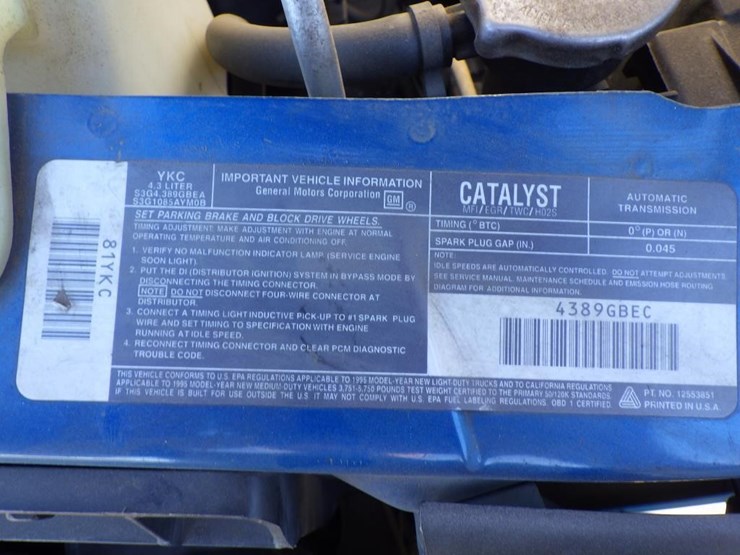 81YKC
YKC
4.3 LITER
S3G4.389GBEA
S3G1085AYM0B
IMPORTANT VEHICLE INFORMATION
General Motors Corporation GM ®
SET PARKING BRAKE AND BLOCK DRIVE WHEELS.
TIMING ADJUSTMENT: MAKE ADJUSTMENT WITH ENGINE AT NORMAL
OPERATING TEMPERATURE AND AIR CONDITIONING OFF.
1. VERIFY NO MALFUNCTION INDICATOR LAMP (SERVICE ENGINE
SOON LIGHT).
2. PUT THE DI (DISTRIBUTOR IGNITION) SYSTEM IN BYPASS MODE BY
DISCONNECTING THE TIMING CONNECTOR.
NOTE DO NOT DISCONNECT FOUR-WIRE CONNECTOR AT
DISTRIBUTOR.
3. CONNECT A TIMING LIGHT INDUCTIVE PICK-UP TO #1 SPARK PLUG
WIRE AND SET TIMING TO SPECIFICATION WITH ENGINE
RUNNING AT IDLE SPEED.
4. RECONNECT TIMING CONNECTOR AND CLEAR PCM DIAGNOSTIC
TROUBLE CODE.
CATALYST
MFI/EGR/TWC/HO2S
AUTOMATIC
TRANSMISSION
TIMING (°BTC) 0° (P) OR (N)
SPARK PLUG GAP (IN.) 0.045
NOTE:
IDLE SPEEDS ARE AUTOMATICALLY CONTROLLED. DO NOT ATTEMPT ADJUSTMENTS.
SEE SERVICE MANUAL, MAINTENANCE SCHEDULE AND EMISSION HOSE ROUTING
DIAGRAM FOR ADDITIONAL INFORMATION.
4389GBEC
THIS VEHICLE CONFORMS TO U.S. EPA REGULATIONS APPLICABLE TO 1995 MODEL-YEAR NEW LIGHT-DUTY TRUCKS AND TO CALIFORNIA REGULATIONS
APPLICABLE TO 1995 MODEL-YEAR NEW MEDIUM-DUTY VEHICLES 3,751-5,750 POUNDS TEST WEIGHT CERTIFIED TO THE PRIMARY 50/120K STANDARDS.
IF THIS VEHICLE IS BUILT FOR USE OUTSIDE THE U.S. IT MAY NOT COMPLY WITH U.S. EPA FUEL LABELING REGULATIONS. OBD 1 CERTIFIED.
PT. NO. 12553851
PRINTED IN U.S.A